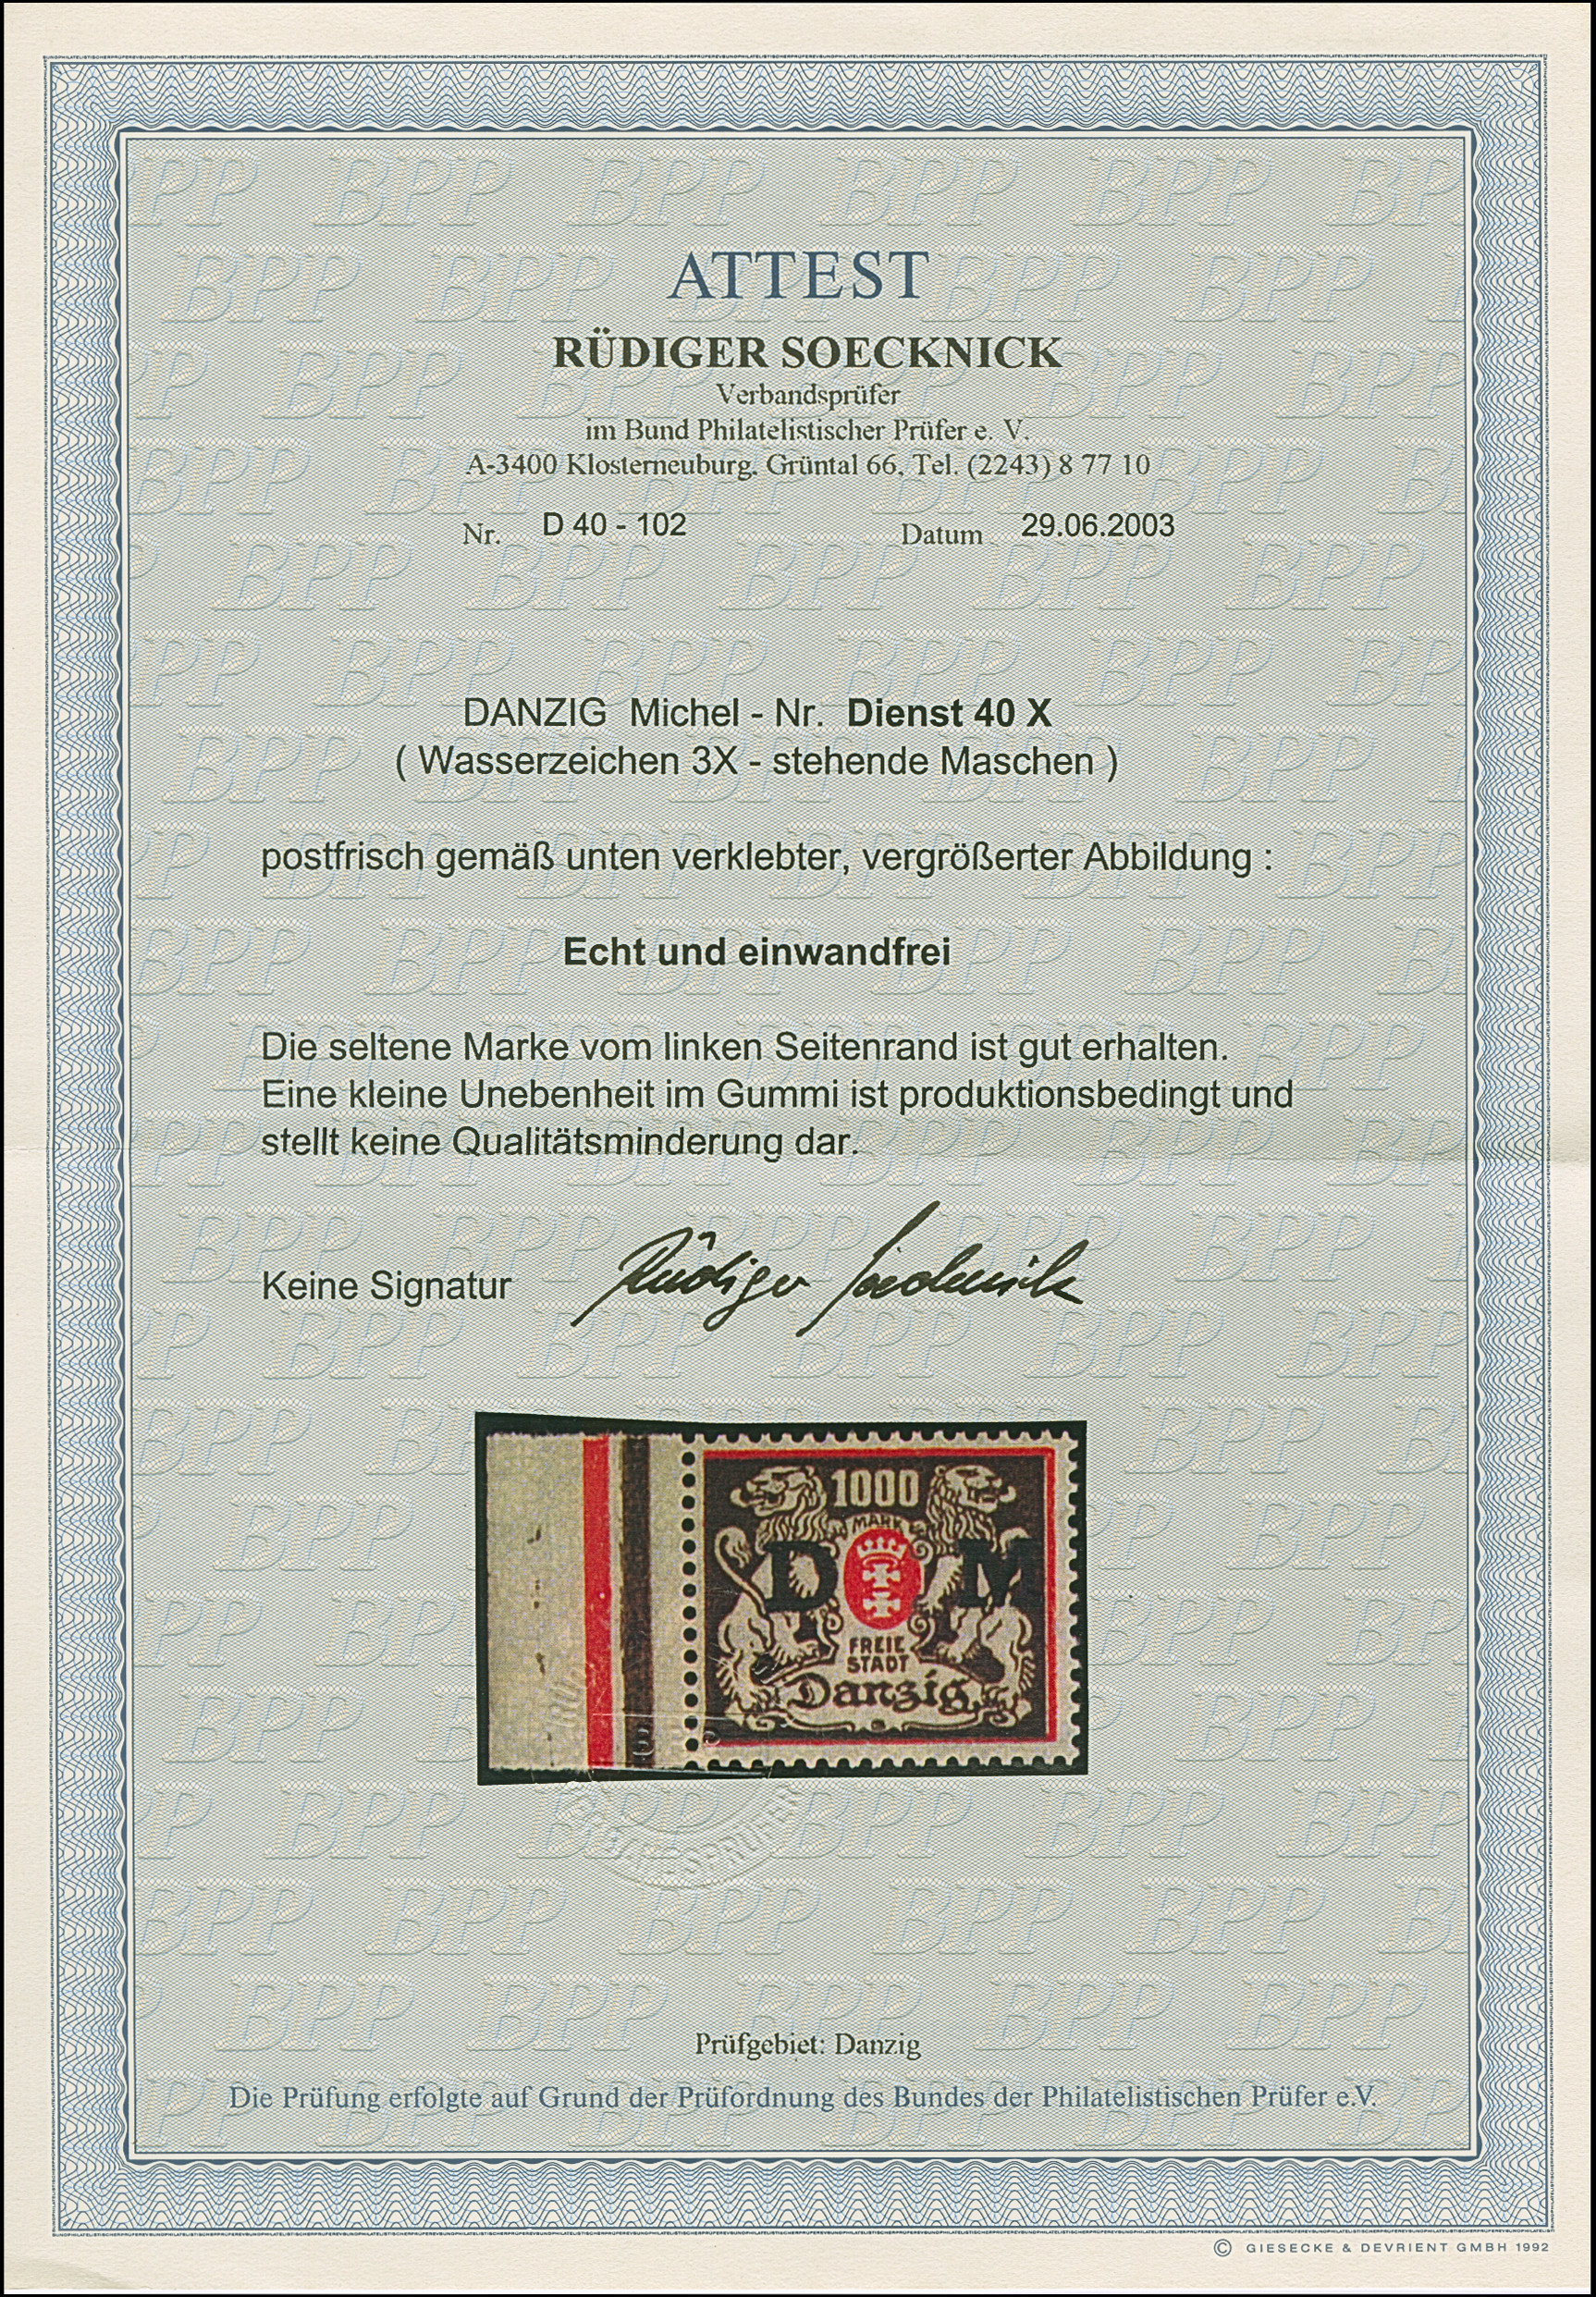 ATTEST
RÜDIGER SOECKNICK
Verbandsprüfer
im Bund Philatelistischer Prüfer e. V.
A-3400 Klosterneuburg, Grüntal 66, Tel. (2243) 8 77 10
Nr. D 40 - 102 Datum 29.06.2003
DANZIG Michel - Nr. Dienst 40 X
( Wasserzeichen 3X - stehende Maschen )
postfrisch gemäß unten verklebter, vergrößerter Abbildung :
Echt und einwandfrei
Die seltene Marke vom linken Seitenrand ist gut erhalten.
Eine kleine Unebenheit im Gummi ist produktionsbedingt und
stellt keine Qualitätsminderung dar.
Keine Signatur Rüdiger Soecknick
1000
MARK
D M
FREIE
STADT
Danzig
VERBANDSPRÜFER
Prüfgebiet: Danzig
Die Prüfung erfolgte auf Grund der Prüfordnung des Bundes der Philatelistischen Prüfer e.V.
© GIESECKE & DEVRIENT GMBH 1992